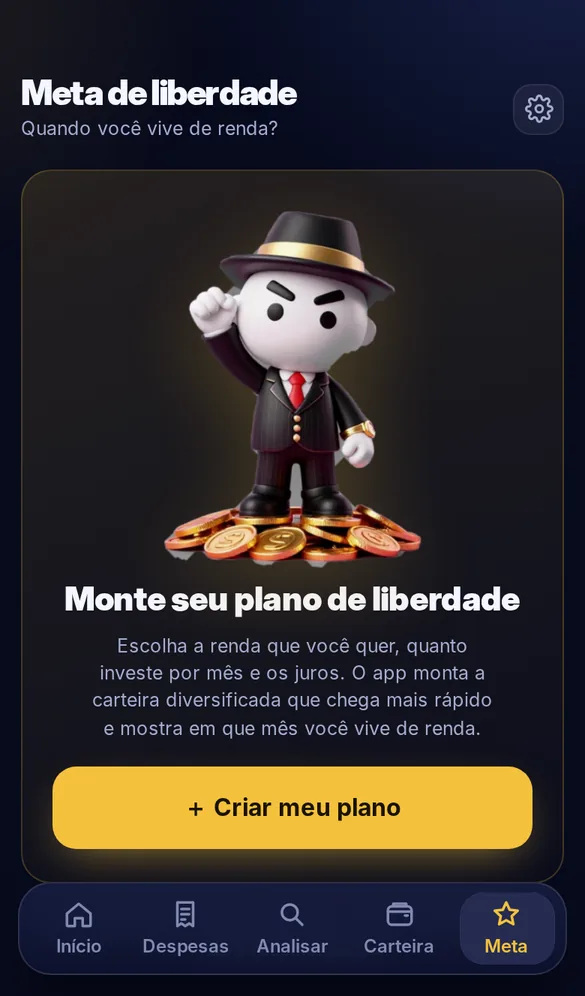 Meta de liberdade
Quando você vive de renda?
Monte seu plano de liberdade
Escolha a renda que você quer, quanto
investe por mês e os juros. O app monta a
carteira diversificada que chega mais rápido
e mostra em que mês você vive de renda.
+ Criar meu plano
Início
Despesas
Analisar
Carteira
Meta